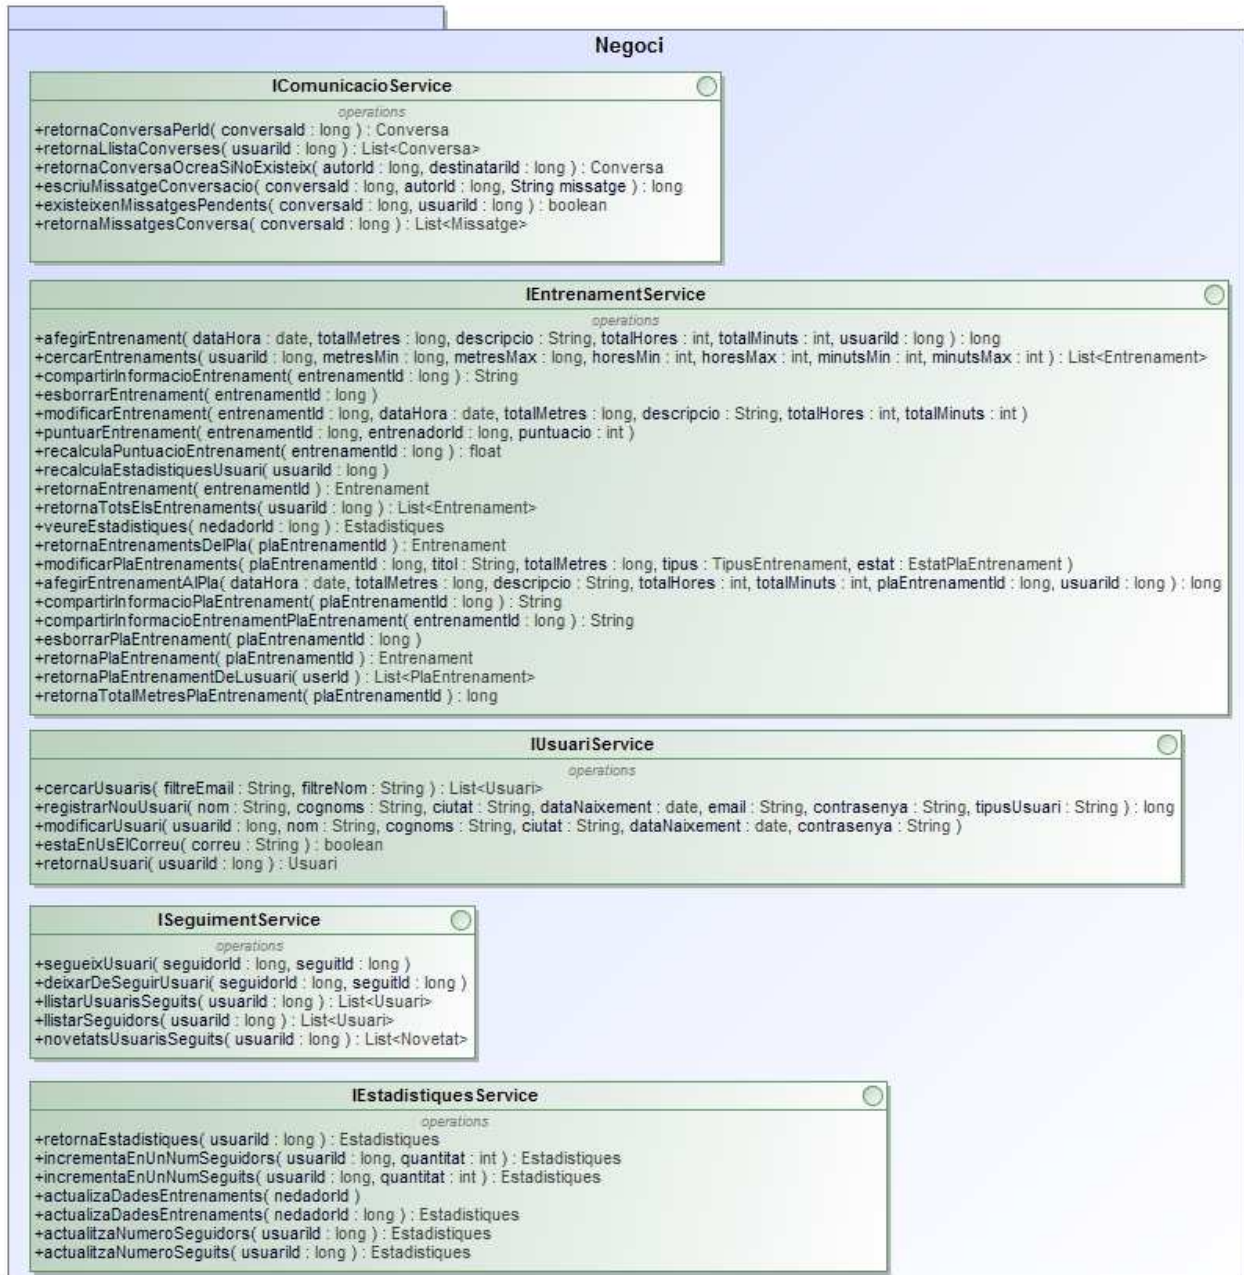 Negoci
IComunicacioService
operations
+retornaConversaPerId( conversaId : long ) : Conversa
+retornaLlistaConverses( usuariId : long ) : List<Conversa>
+retornaConversaOcreaSiNoExisteix( autorId : long, destinatariId : long ) : Conversa
+escriuMissatgeConversacio( conversaId : long, autorId : long, String missatge ) : long
+existeixenMissatgesPendents( conversaId : long, usuariId : long ) : boolean
+retornaMissatgesConversa( conversaId : long ) : List<Missatge>
IEntrenamentService
operations
+afegirEntrenament( dataHora : date, totalMetres : long, descripcio : String, totalHores : int, totalMinuts : int, usuariId : long ) : long
+cercarEntrenaments( usuariId : long, metresMin : long, metresMax : long, horesMin : int, horesMax : int, minutsMin : int, minutsMax : int ) : List<Entrenament>
+compartirInformacioEntrenament( entrenamentId : long ) : String
+esborrarEntrenament( entrenamentId : long )
+modificarEntrenament( entrenamentId : long, dataHora : date, totalMetres : long, descripcio : String, totalHores : int, totalMinuts : int )
+puntuarEntrenament( entrenamentId : long, entrenadorId : long, puntuacio : int )
+recalculaPuntuacioEntrenament( entrenamentId : long ) : float
+recalculaEstadistiquesUsuari( usuariId : long )
+retornaEntrenament( entrenamentId ) : Entrenament
+retornaTotsElsEntrenaments( usuariId : long ) : List<Entrenament>
+veureEstadistiques( nedadorId : long ) : Estadistiques
+retornaEntrenamentsDelPla( plaEntrenamentId ) : Entrenament
+modificarPlaEntrenaments( plaEntrenamentId : long, titol : String, totalMetres : long, tipus : TipusEntrenament, estat : EstatPlaEntrenament )
+afegirEntrenamentAlPla( dataHora : date, totalMetres : long, descripcio : String, totalHores : int, totalMinuts : int, plaEntrenamentId : long, usuariId : long ) : long
+compartirInformacioPlaEntrenament( plaEntrenamentId : long ) : String
+compartirInformacioEntrenamentPlaEntrenament( entrenamentId : long ) : String
+esborrarPlaEntrenament( plaEntrenamentId : long )
+retornaPlaEntrenament( plaEntrenamentId ) : Entrenament
+retornaPlaEntrenamentDeLusuari( userId ) : List<PlaEntrenament>
+retornaTotalMetresPlaEntrenament( plaEntrenamentId ) : long
IUsuariService
operations
+cercarUsuaris( filtreEmail : String, filtreNom : String ) : List<Usuari>
+registrarNouUsuari( nom : String, cognoms : String, ciutat : String, dataNaixement : date, email : String, contrasenya : String, tipusUsuari : String ) : long
+modificarUsuari( usuariId : long, nom : String, cognoms : String, ciutat : String, dataNaixement : date, contrasenya : String )
+estaEnUsElCorreu( correu : String ) : boolean
+retornaUsuari( usuariId : long ) : Usuari
ISeguimentService
operations
+segueixUsuari( seguidorId : long, seguitId : long )
+deixarDeSeguirUsuari( seguidorId : long, seguitId : long )
+llistarUsuarisSeguits( usuariId : long ) : List<Usuari>
+llistarSeguidors( usuariId : long ) : List<Usuari>
+novetatsUsuarisSeguits( usuariId : long ) : List<Novetat>
IEstadistiquesService
operations
+retornaEstadistiques( usuariId : long ) : Estadistiques
+incrementaEnUnNumSeguidors( usuariId : long, quantitat : int ) : Estadistiques
+incrementaEnUnNumSeguits( usuariId : long, quantitat : int ) : Estadistiques
+actualizaDadesEntrenaments( nedadorId )
+actualizaDadesEntrenaments( nedadorId : long ) : Estadistiques
+actualitzaNumeroSeguidors( usuariId : long ) : Estadistiques
+actualitzaNumeroSeguits( usuariId : long ) : Estadistiques